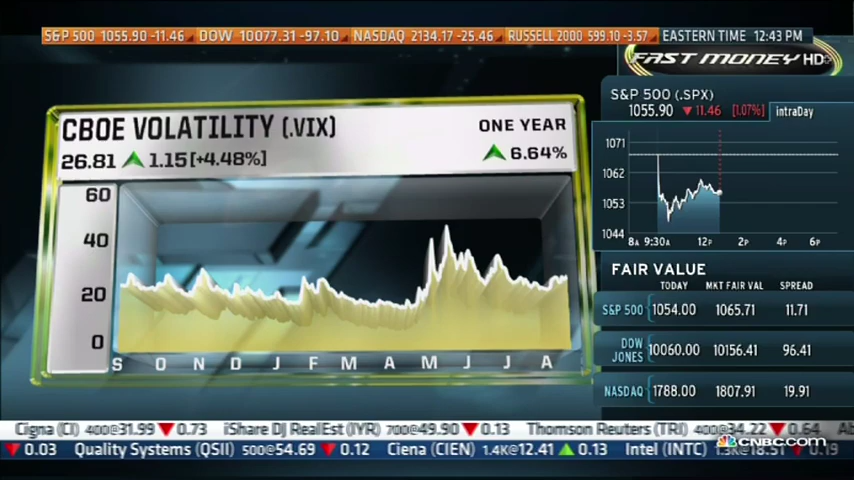 S&P 500 1055.90 -11.46 DOW 10077.31 -97.10 NASDAQ 2134.17 -25.46 RUSSELL 2000 599.10 -3.57 EASTERN TIME 12:43 PM
FAST MONEY HD
CBOE VOLATILITY (.VIX)
ONE YEAR
26.81 1.15 [+4.48%]
6.64%
60
40
20
0
S O N D J F M A M J J A
S&P 500 (.SPX)
1055.90 ▼ 11.46 [1.07%] intraDay
1071
1062
1053
1044
8A 9:30A 12P 2P 4P 6P
FAIR VALUE
TODAY MKT FAIR VAL SPREAD
S&P 500 1054.00 1065.71 11.71
DOW JONES 10060.00 10156.41 96.41
NASDAQ 1788.00 1807.91 19.91
Cigna (CI) 400@31.99 ▼ 0.73 iShare DJ RealEst (IYR) 700@49.90 ▼ 0.13 Thomson Reuters (TRI) 400@34.22 ▼ 0.64
CNBC.com
▼ 0.03 Quality Systems (QSII) 500@54.69 ▼ 0.12 Ciena (CIEN) 1.4K@12.41 ▲ 0.13 Intel (INTC) 1.3K@18.51 ▼ 0.19